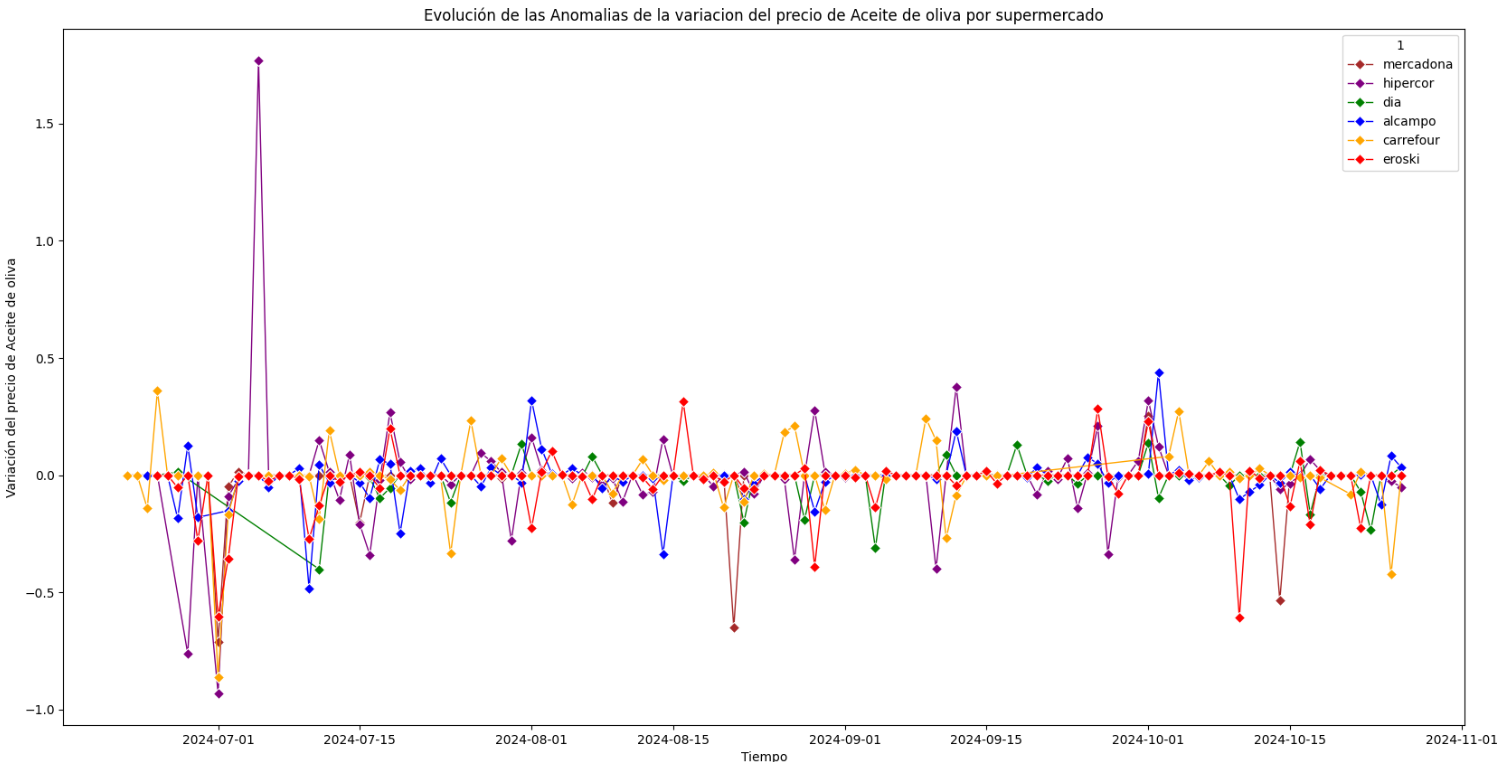 Evolución de las Anomalias de la variacion del precio de Aceite de oliva por supermercado
1
mercadona
hipercor
dia
alcampo
carrefour
eroski
Variación del precio de Aceite de oliva
1.5
1.0
0.5
0.0
−0.5
−1.0
2024-07-01
2024-07-15
2024-08-01
2024-08-15
2024-09-01
2024-09-15
2024-10-01
2024-10-15
2024-11-01
Tiempo